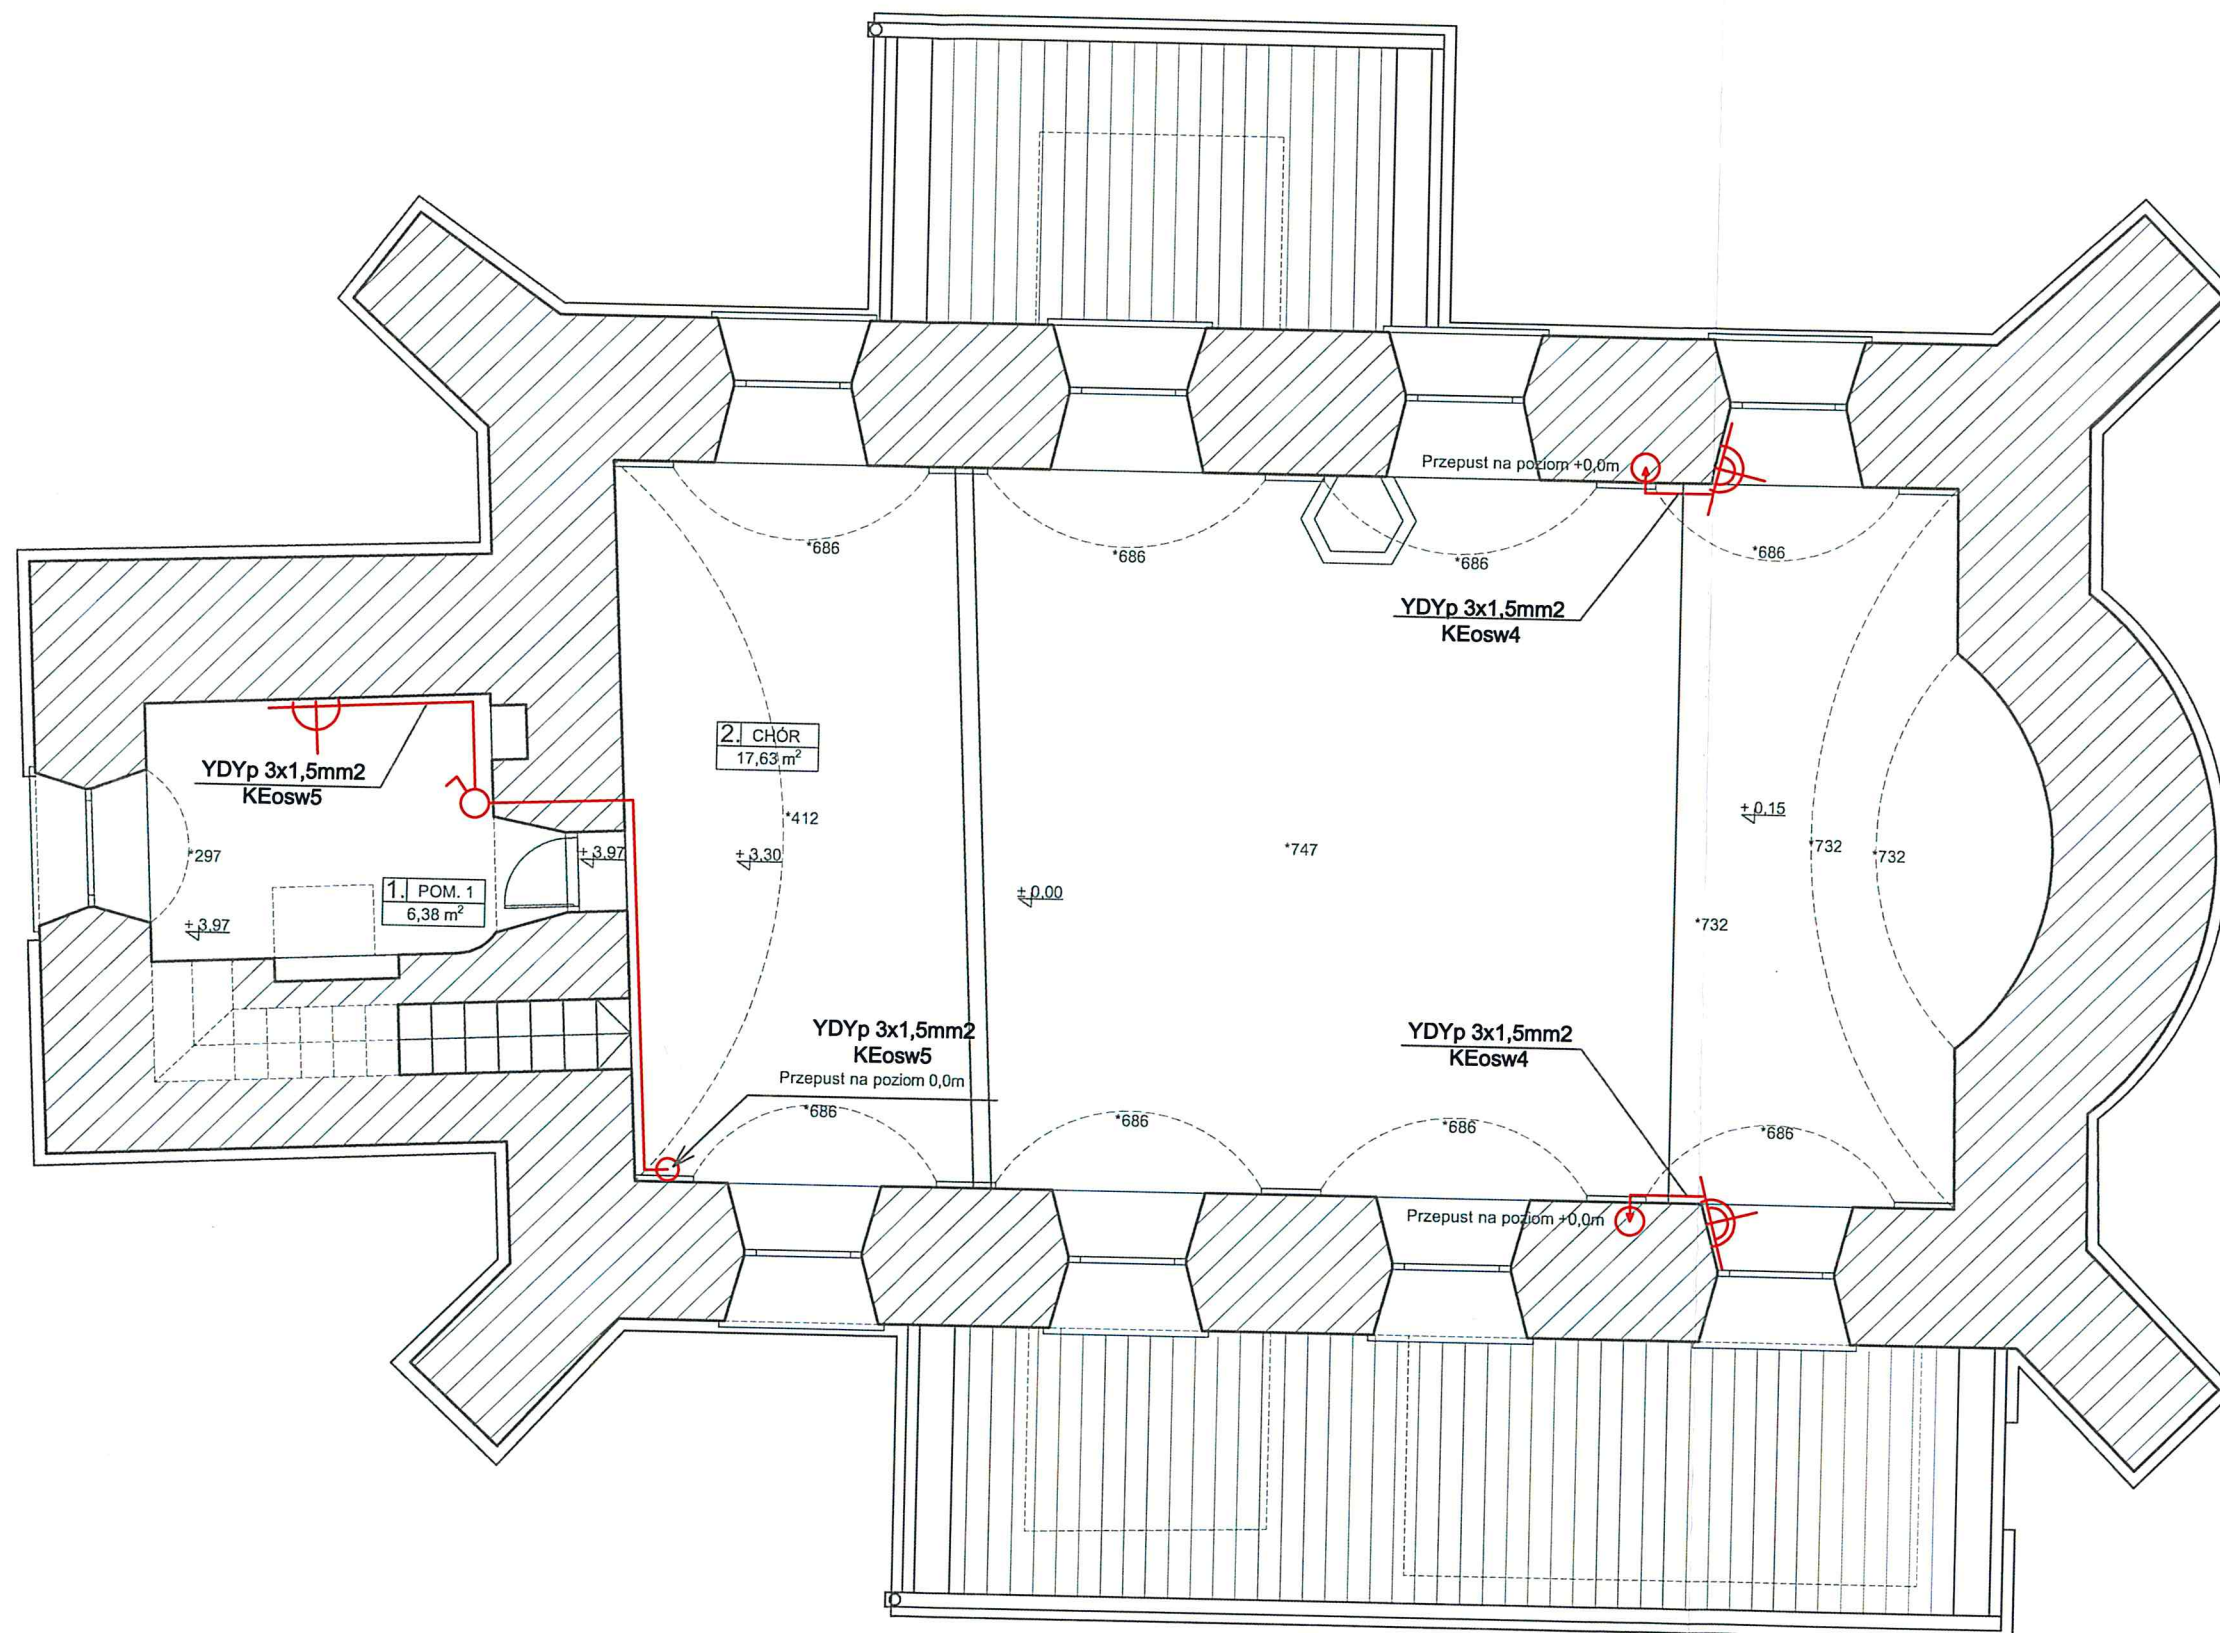 Przepust na poziom +0,0m
*686
*686
*686
*686
YDYp 3x1,5mm2
KEosw4
2. CHÓR
17,63 m²
YDYp 3x1,5mm2
KEosw5
*412
+ 0,15
*297
+ 3,97
+ 3,30
*747
*732
*732
1. POM. 1
6,38 m²
± 0,00
+ 3,97
*732
YDYp 3x1,5mm2
KEosw5
Przepust na poziom 0,0m
YDYp 3x1,5mm2
KEosw4
*686
*686
*686
*686
Przepust na poziom +0,0m